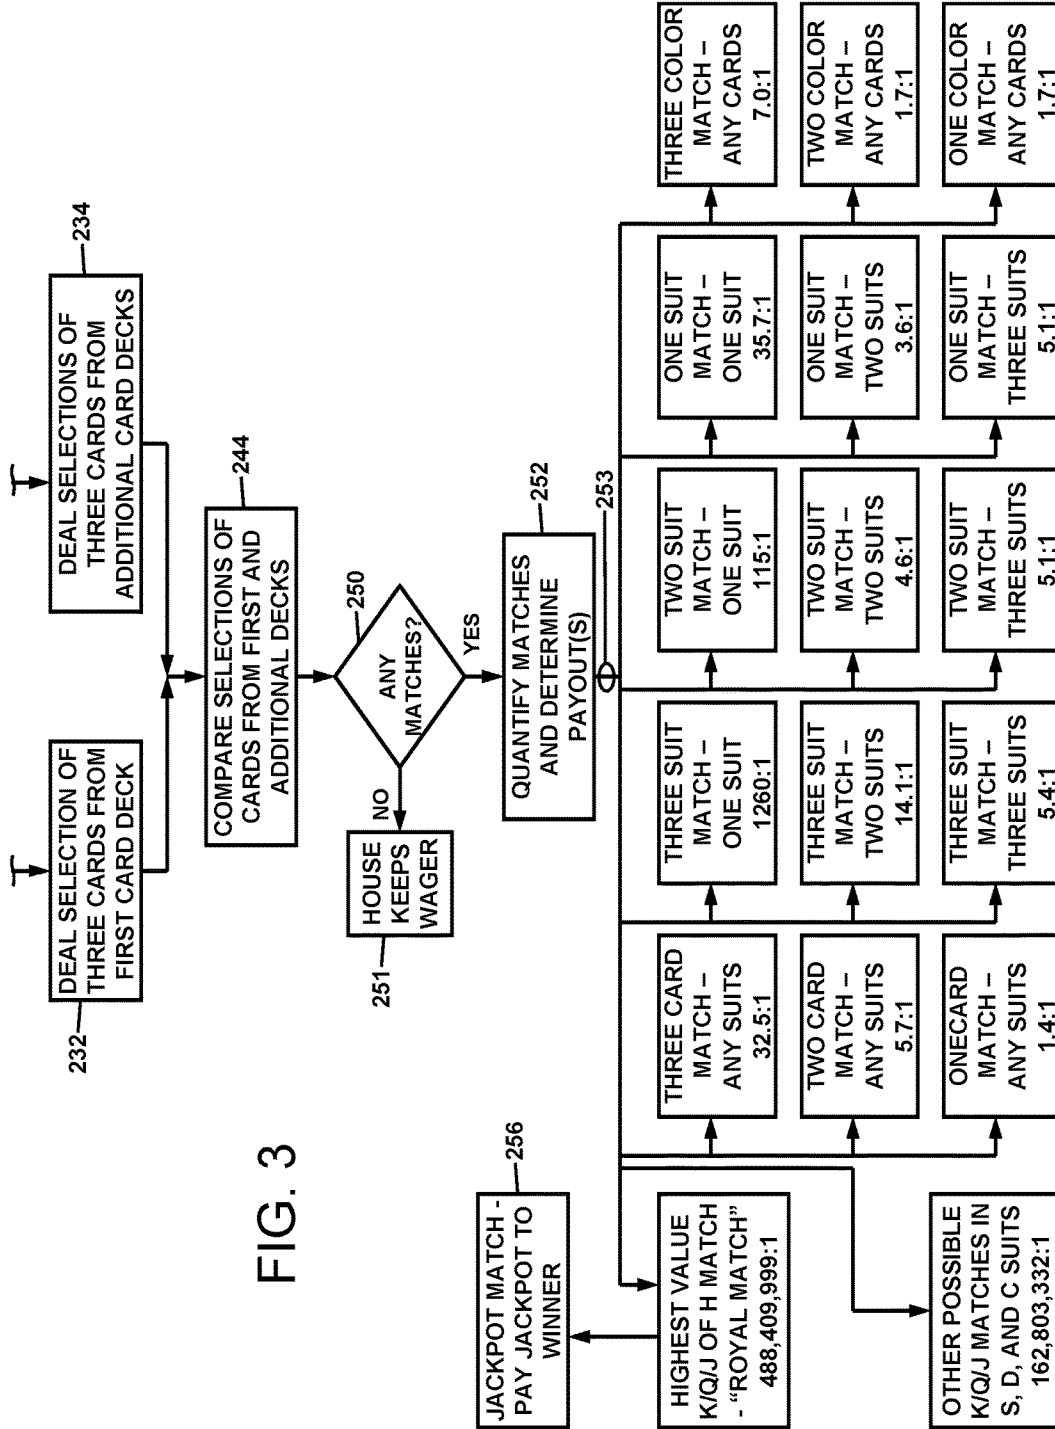 DEAL SELECTION OF
THREE CARDS FROM
FIRST CARD DECK
232
DEAL SELECTIONS OF
THREE CARDS FROM
ADDITIONAL CARD DECKS
234
COMPARE SELECTIONS OF
CARDS FROM FIRST AND
ADDITIONAL DECKS
244
ANY
MATCHES?
250
NO
YES
HOUSE
KEEPS
WAGER
251
QUANTIFY MATCHES
AND DETERMINE
PAYOUT(S)
252
253
FIG. 3
JACKPOT MATCH -
PAY JACKPOT TO
WINNER
256
HIGHEST VALUE
K/Q/J OF H MATCH
- “ROYAL MATCH”
488,409,999:1
OTHER POSSIBLE
K/Q/J MATCHES IN
S, D, AND C SUITS
162,803,332:1
THREE CARD
MATCH –
ANY SUITS
32.5:1
TWO CARD
MATCH –
ANY SUITS
5.7:1
ONECARD
MATCH –
ANY SUITS
1.4:1
THREE SUIT
MATCH –
ONE SUIT
1260:1
THREE SUIT
MATCH –
TWO SUITS
14.1:1
THREE SUIT
MATCH –
THREE SUITS
5.4:1
TWO SUIT
MATCH –
ONE SUIT
115:1
TWO SUIT
MATCH –
TWO SUITS
4.6:1
TWO SUIT
MATCH –
THREE SUITS
5.1:1
ONE SUIT
MATCH –
ONE SUIT
35.7:1
ONE SUIT
MATCH –
TWO SUITS
3.6:1
ONE SUIT
MATCH –
THREE SUITS
5.1:1
THREE COLOR
MATCH –
ANY CARDS
7.0:1
TWO COLOR
MATCH –
ANY CARDS
1.7:1
ONE COLOR
MATCH –
ANY CARDS
1.7:1